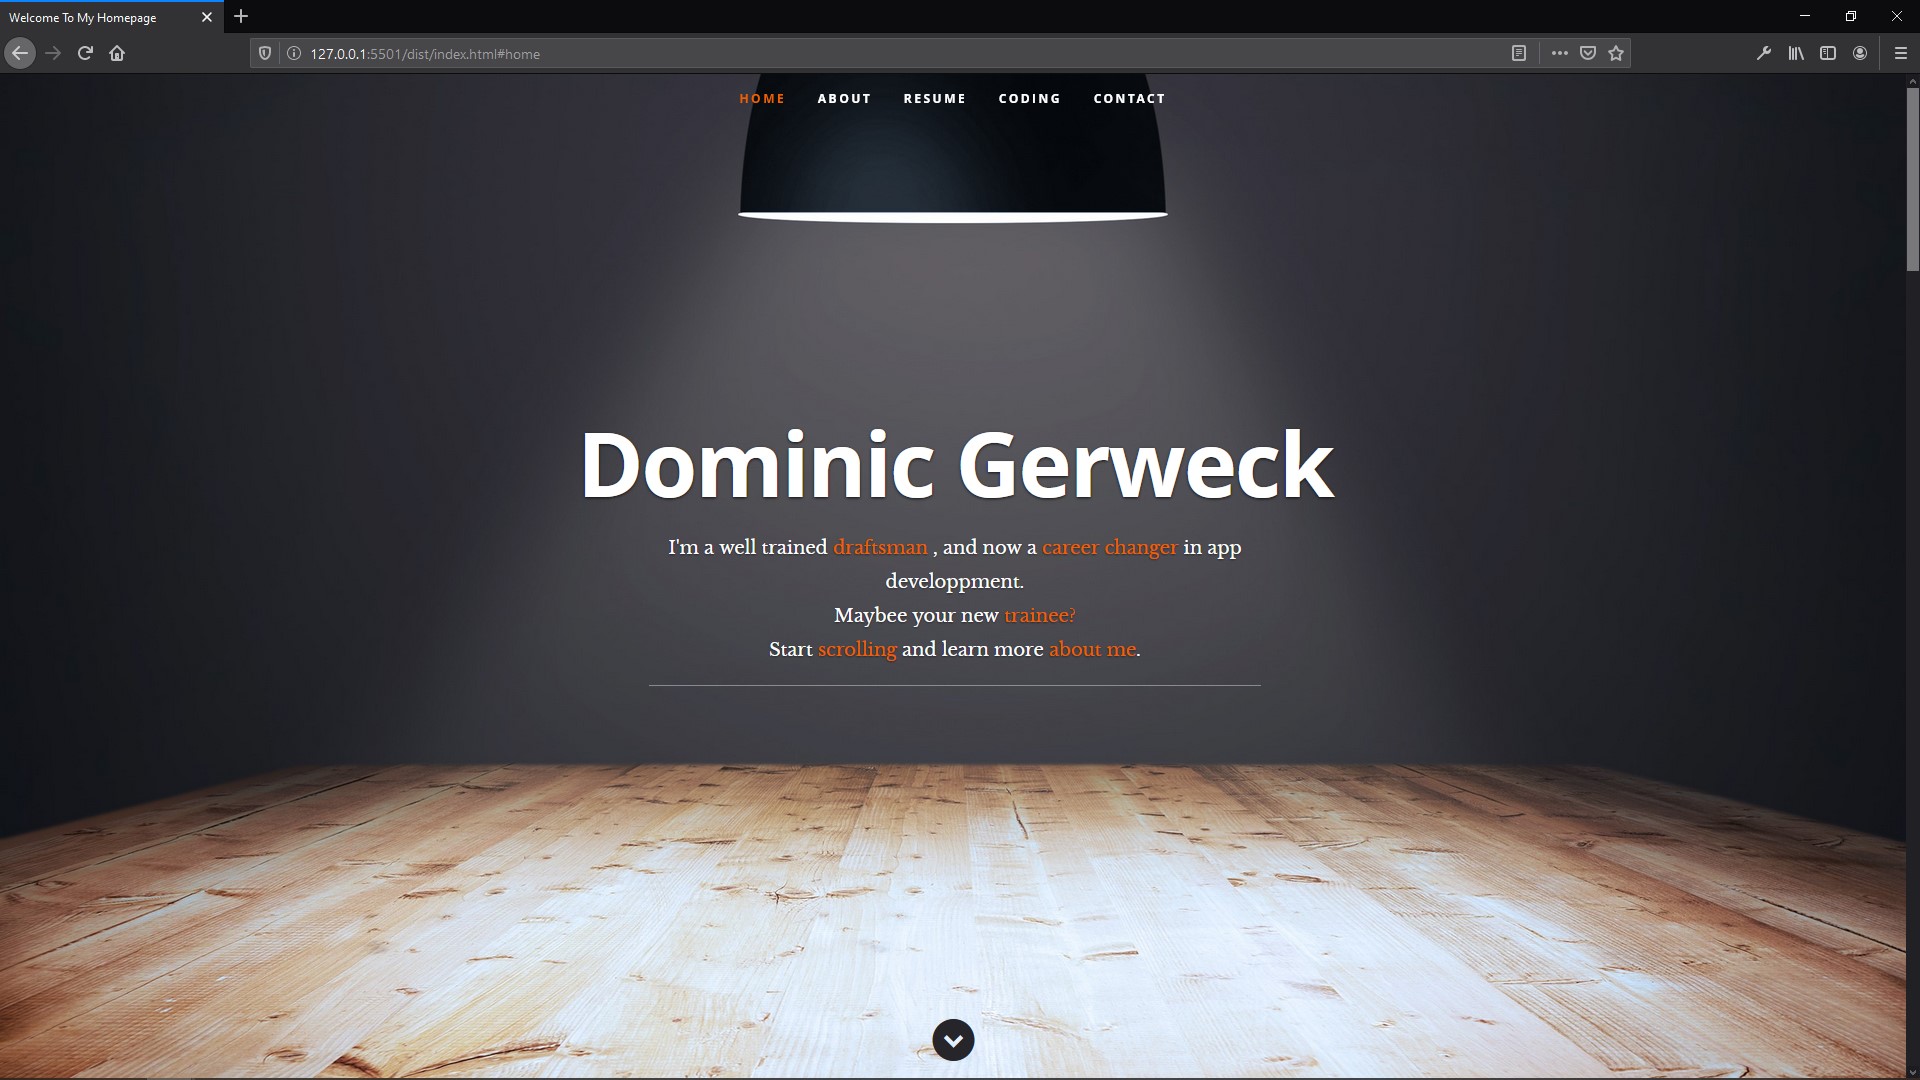 Welcome To My Homepage
127.0.0.1:5501/dist/index.html#home
HOME ABOUT RESUME CODING CONTACT
Dominic Gerweck
I'm a well trained draftsman , and now a career changer in app
developpment.
Maybee your new trainee?
Start scrolling and learn more about me.